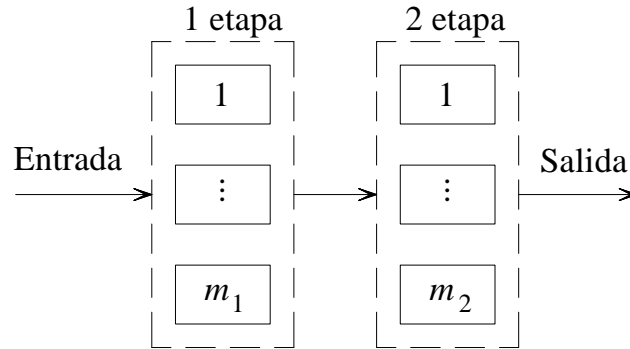 1 etapa
2 etapa
1
1
Entrada
Salida
⋮
⋮
m₁
m₂